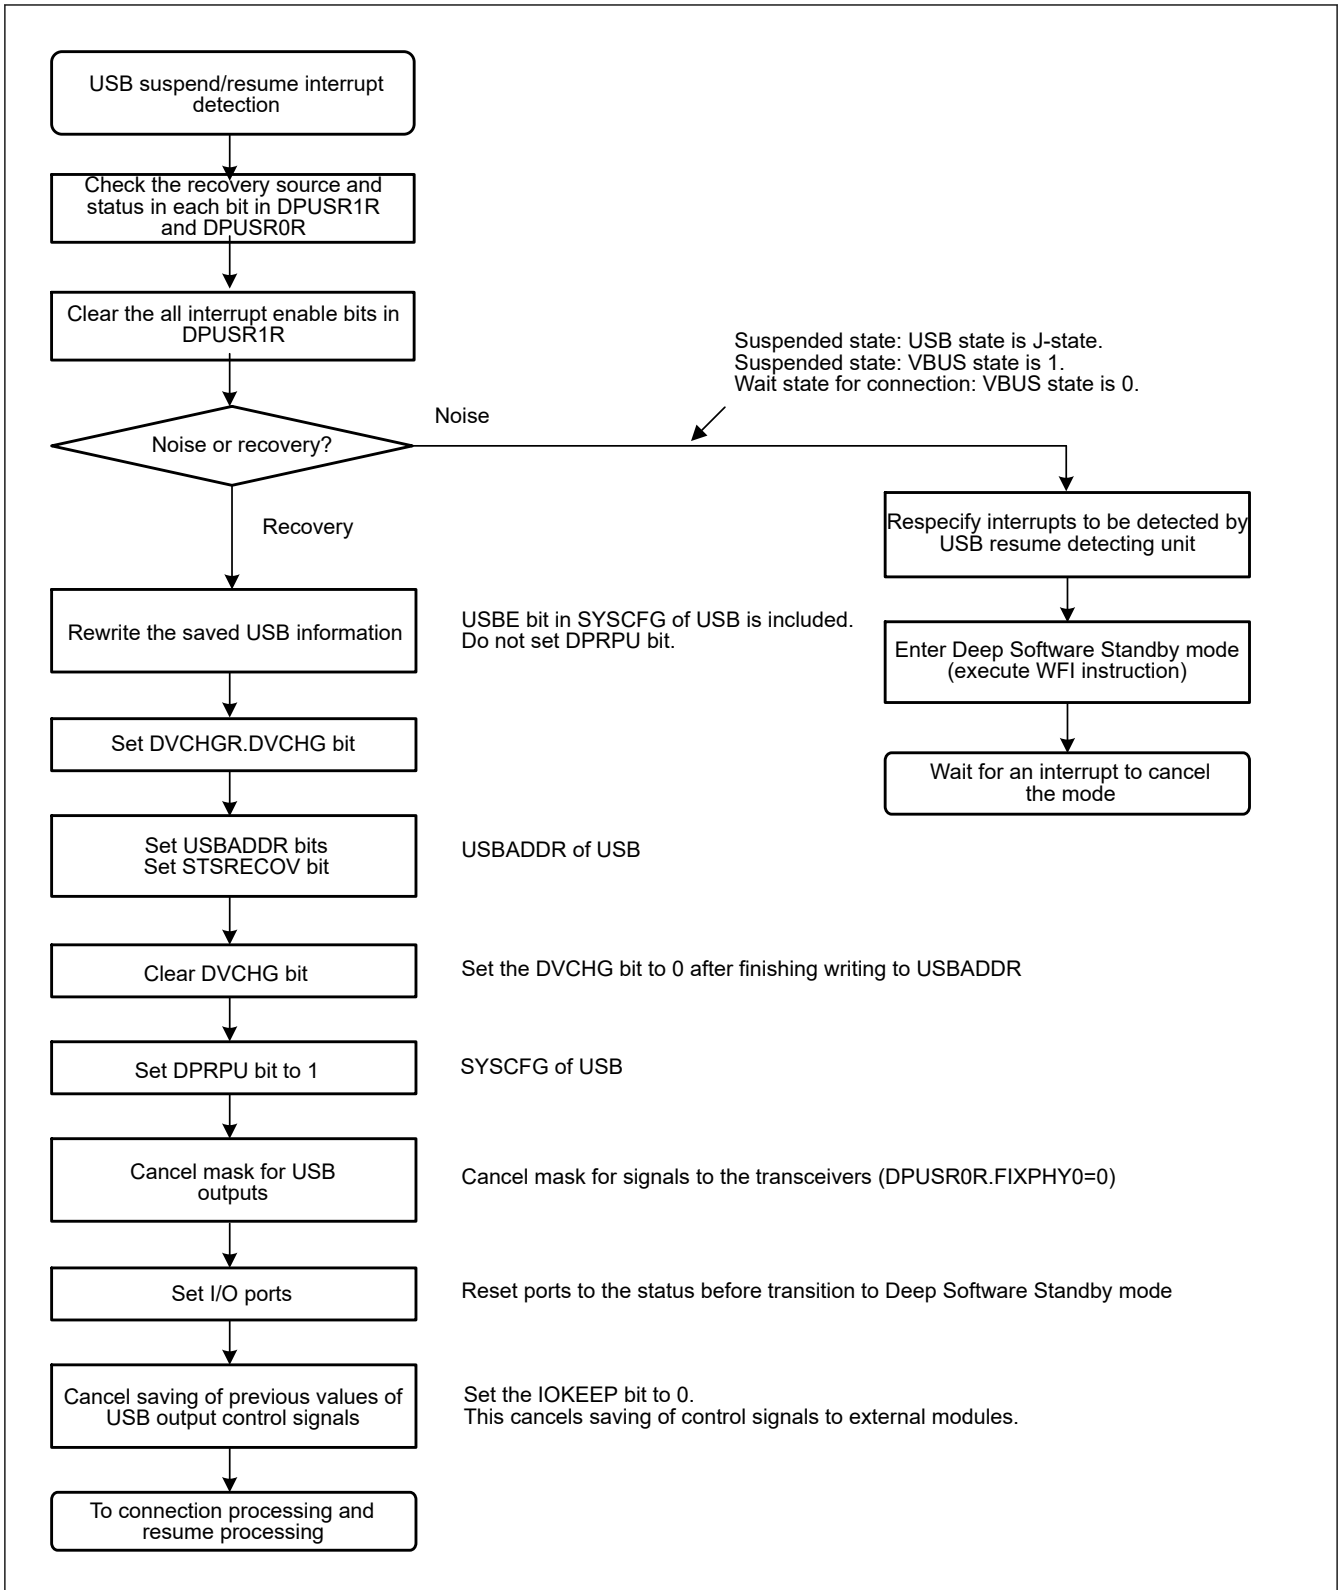 USB suspend/resume interrupt
detection
Check the recovery source and
status in each bit in DPUSR1R
and DPUSR0R
Clear the all interrupt enable bits in
DPUSR1R
Suspended state: USB state is J-state.
Suspended state: VBUS state is 1.
Wait state for connection: VBUS state is 0.
Noise
Noise or recovery?
Recovery
Respecify interrupts to be detected by
USB resume detecting unit
Enter Deep Software Standby mode
(execute WFI instruction)
Wait for an interrupt to cancel
the mode
Rewrite the saved USB information
USBE bit in SYSCFG of USB is included.
Do not set DPRPU bit.
Set DVCHGR.DVCHG bit
Set USBADDR bits
Set STSRECOV bit
USBADDR of USB
Clear DVCHG bit
Set the DVCHG bit to 0 after finishing writing to USBADDR
Set DPRPU bit to 1
SYSCFG of USB
Cancel mask for USB
outputs
Cancel mask for signals to the transceivers (DPUSR0R.FIXPHY0=0)
Set I/O ports
Reset ports to the status before transition to Deep Software Standby mode
Cancel saving of previous values of
USB output control signals
Set the IOKEEP bit to 0.
This cancels saving of control signals to external modules.
To connection processing and
resume processing